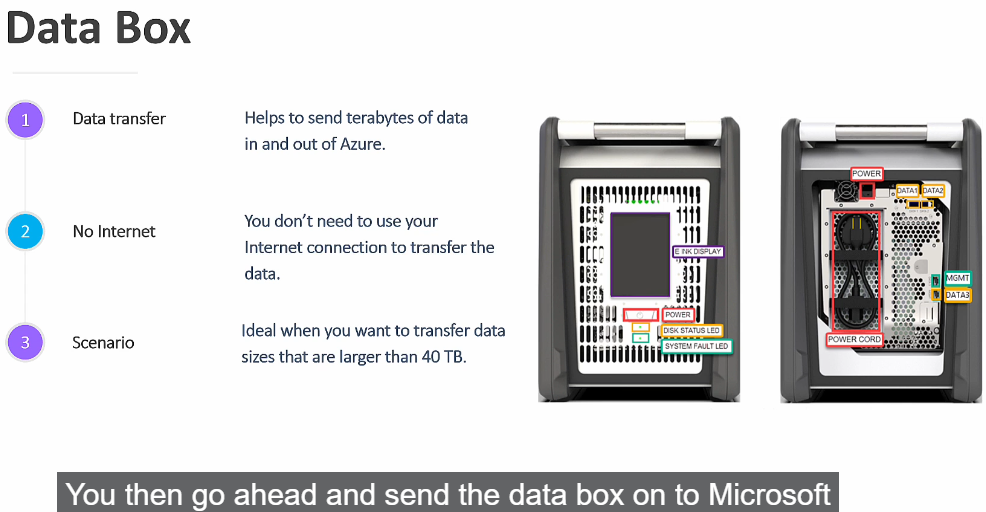 Data Box
1
Data transfer
Helps to send terabytes of data
in and out of Azure.
2
No Internet
You don't need to use your
Internet connection to transfer the
data.
3
Scenario
Ideal when you want to transfer data
sizes that are larger than 40 TB.
E INK DISPLAY
POWER
DISK STATUS LED
SYSTEM FAULT LED
POWER
DATA1
DATA2
MGMT
DATA3
POWER CORD
You then go ahead and send the data box on to Microsoft